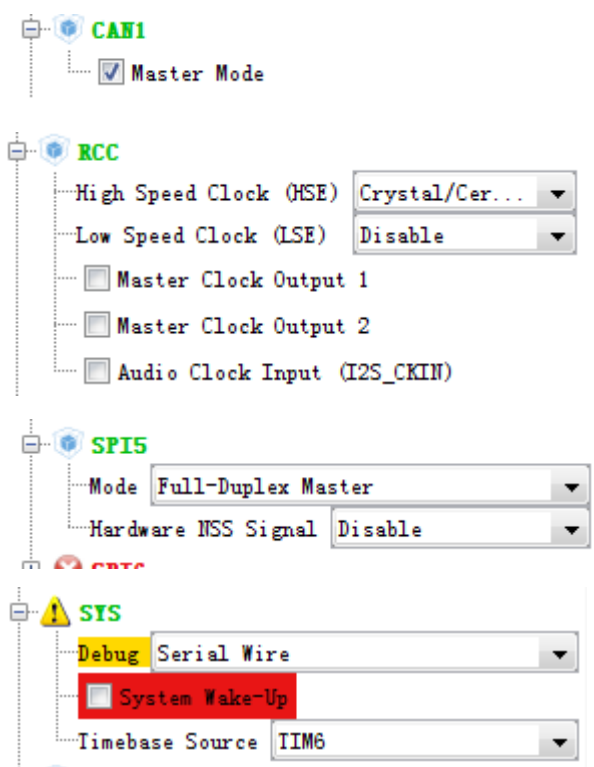 CAN1
Master Mode
RCC
High Speed Clock (HSE) Crystal/Cer...
Low Speed Clock (LSE) Disable
Master Clock Output 1
Master Clock Output 2
Audio Clock Input (I2S_CKIN)
SPI5
Mode Full-Duplex Master
Hardware NSS Signal Disable
SYS
Debug Serial Wire
System Wake-Up
Timebase Source TIM6